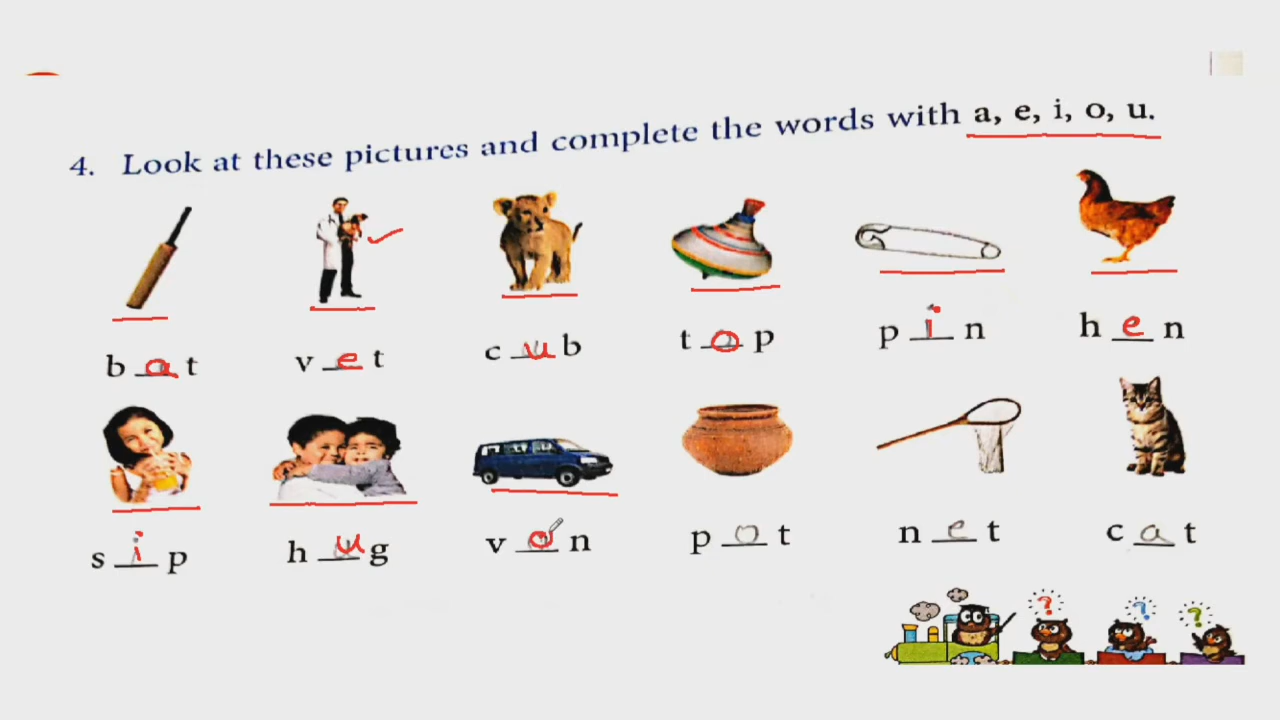 4. Look at these pictures and complete the words with a, e, i, o, u.
b a t v e t c u b t o p p i n h e n
s i p h u g v a n p o t n e t c a t
? ? ?